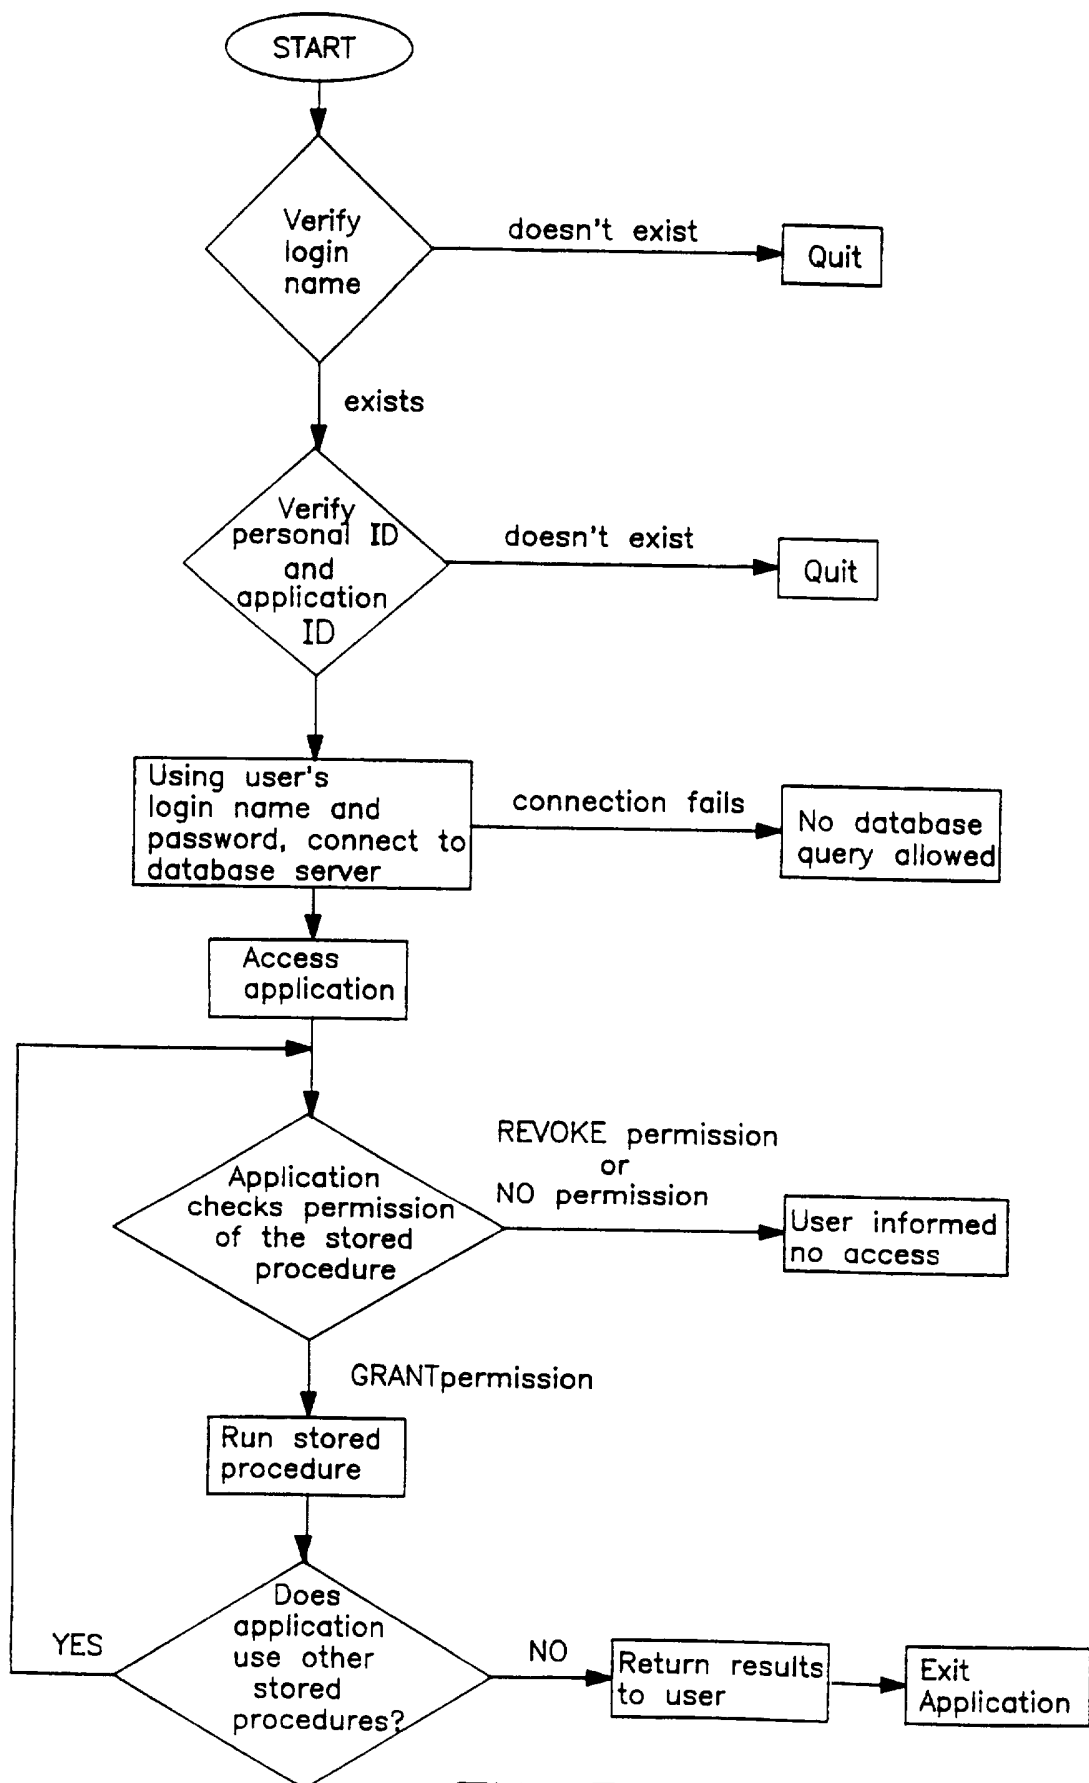 START
Verify
login
name
doesn't exist
Quit
exists
Verify
personal ID
and
application
ID
doesn't exist
Quit
Using user's
login name and
password, connect to
database server
connection fails
No database
query allowed
Access
application
Application
checks permission
of the stored
procedure
REVOKE permission
or
NO permission
User informed
no access
GRANTpermission
Run stored
procedure
Does
application
use other
stored
procedures?
YES
NO
Return results
to user
Exit
Application